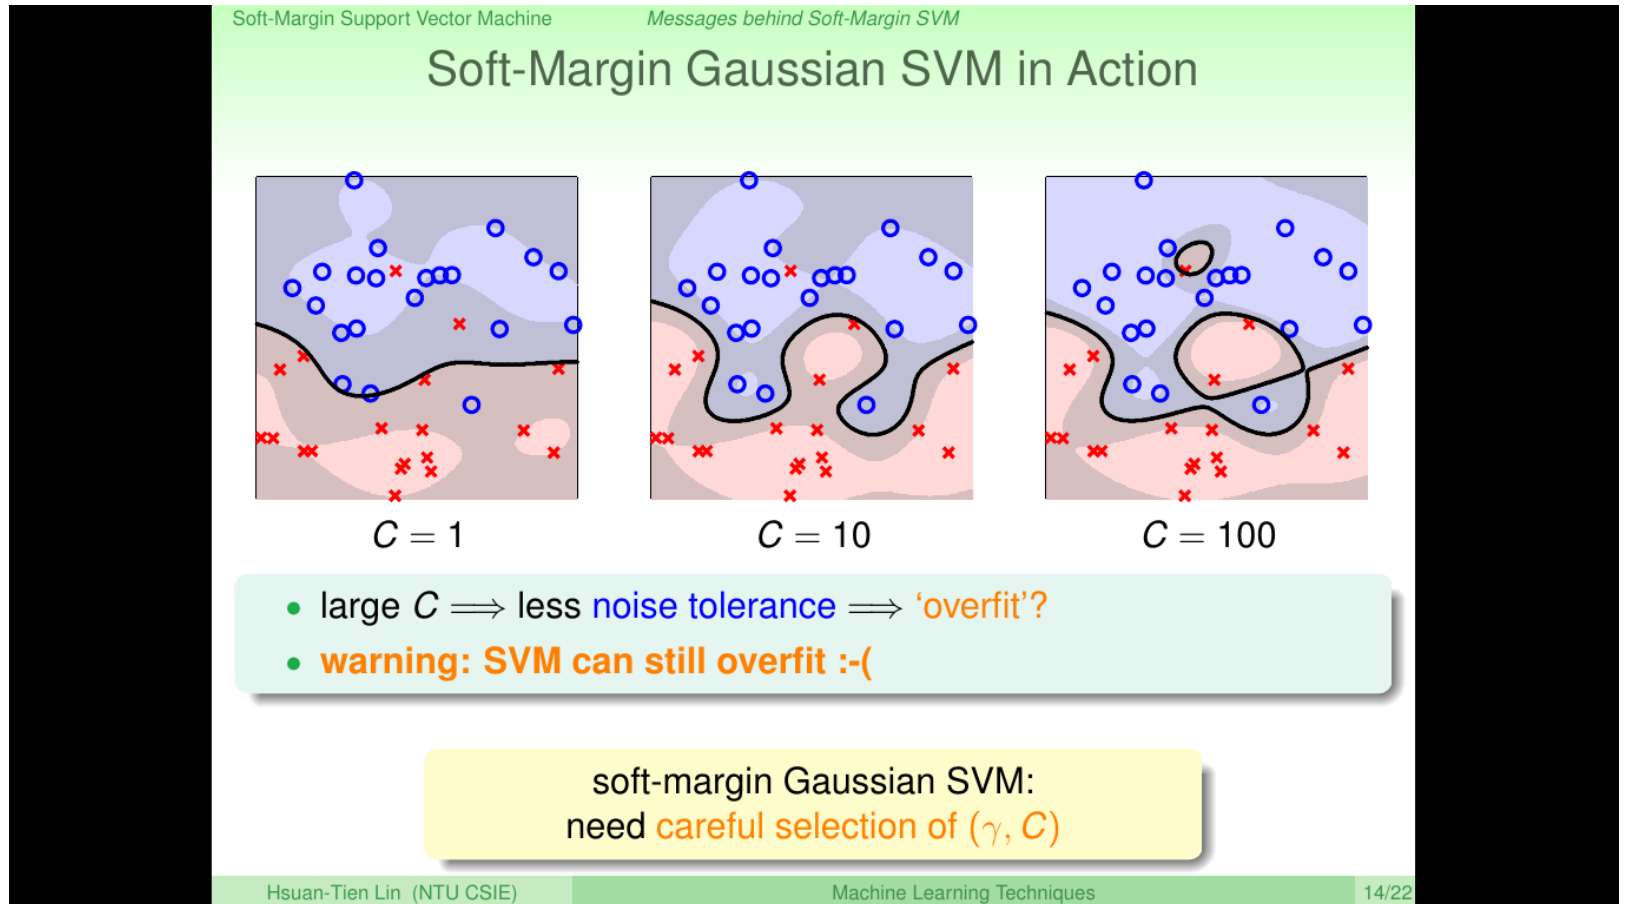 Soft-Margin Support Vector Machine Messages behind Soft-Margin SVM
Soft-Margin Gaussian SVM in Action
C = 1
C = 10
C = 100
• large C ⟹ less noise tolerance ⟹ ‘overfit’?
• warning: SVM can still overfit :-(
soft-margin Gaussian SVM:
need careful selection of (γ, C)
Hsuan-Tien Lin (NTU CSIE) Machine Learning Techniques 14/22